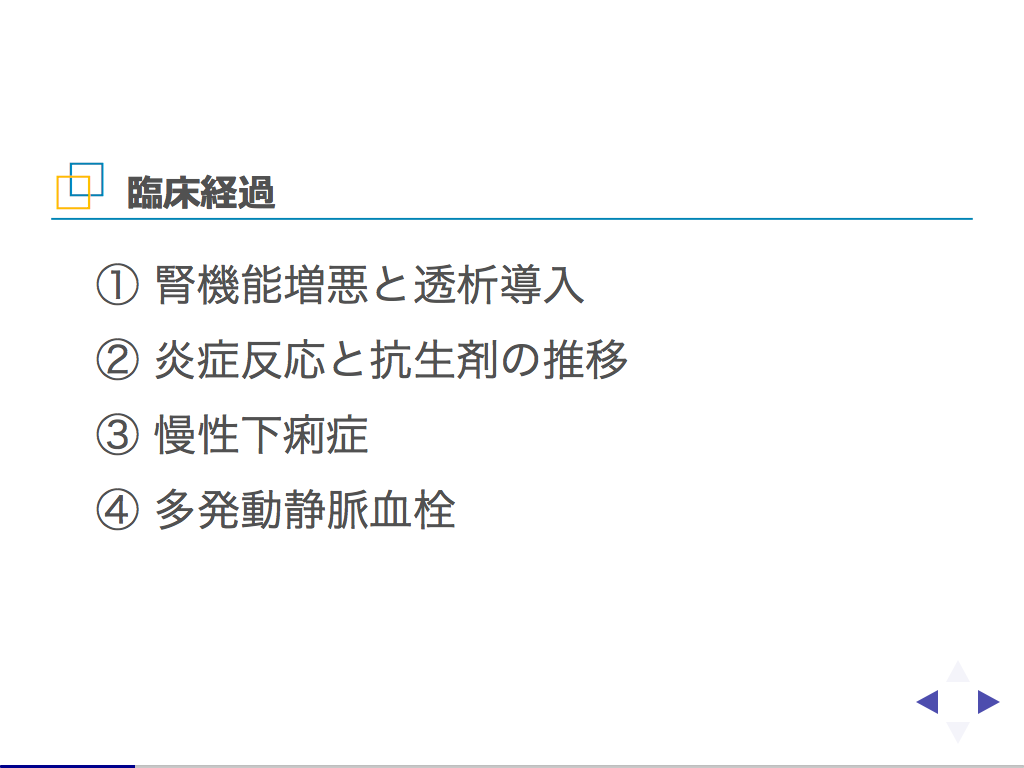 臨床経過
① 腎機能増悪と透析導入
② 炎症反応と抗生剤の推移
③ 慢性下痢症
④ 多発動静脈血栓